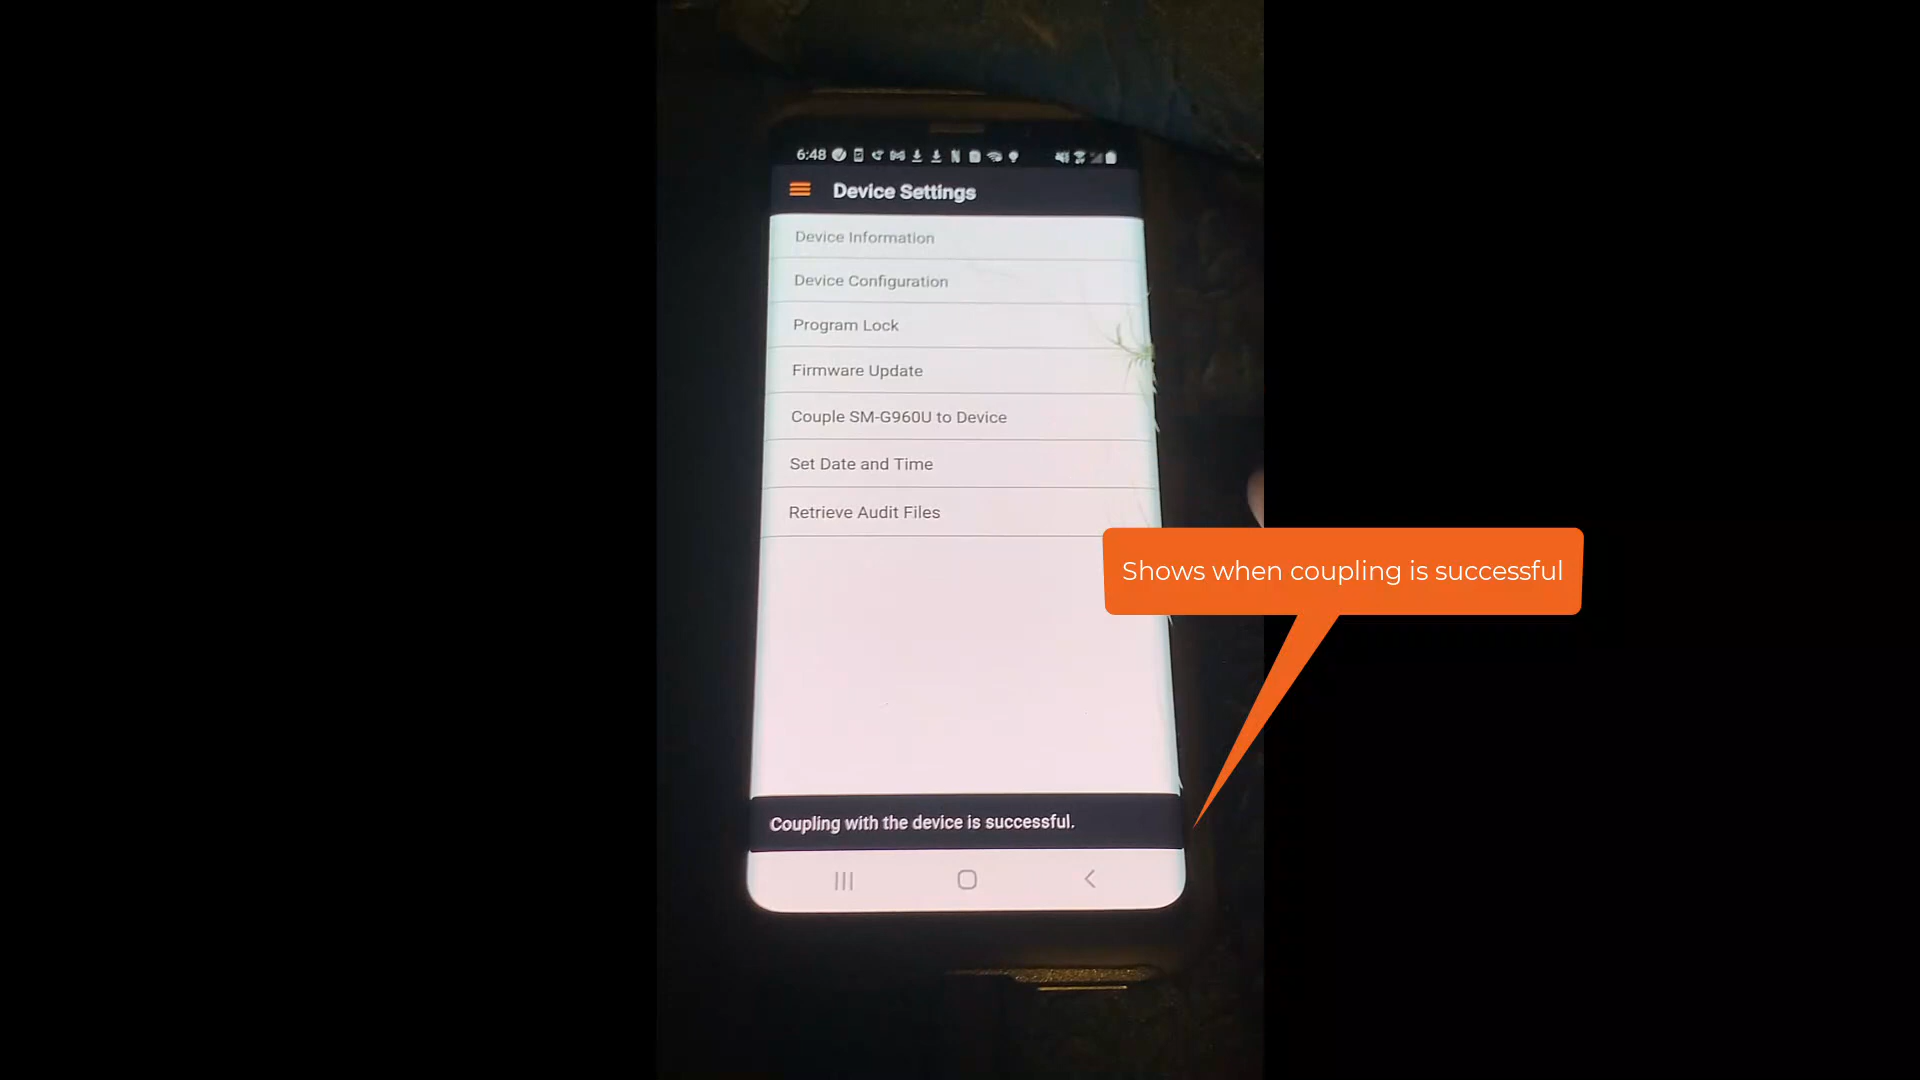 6:48
Device Settings
Device Information
Device Configuration
Program Lock
Firmware Update
Couple SM-G960U to Device
Set Date and Time
Retrieve Audit Files
Shows when coupling is successful
Coupling with the device is successful.